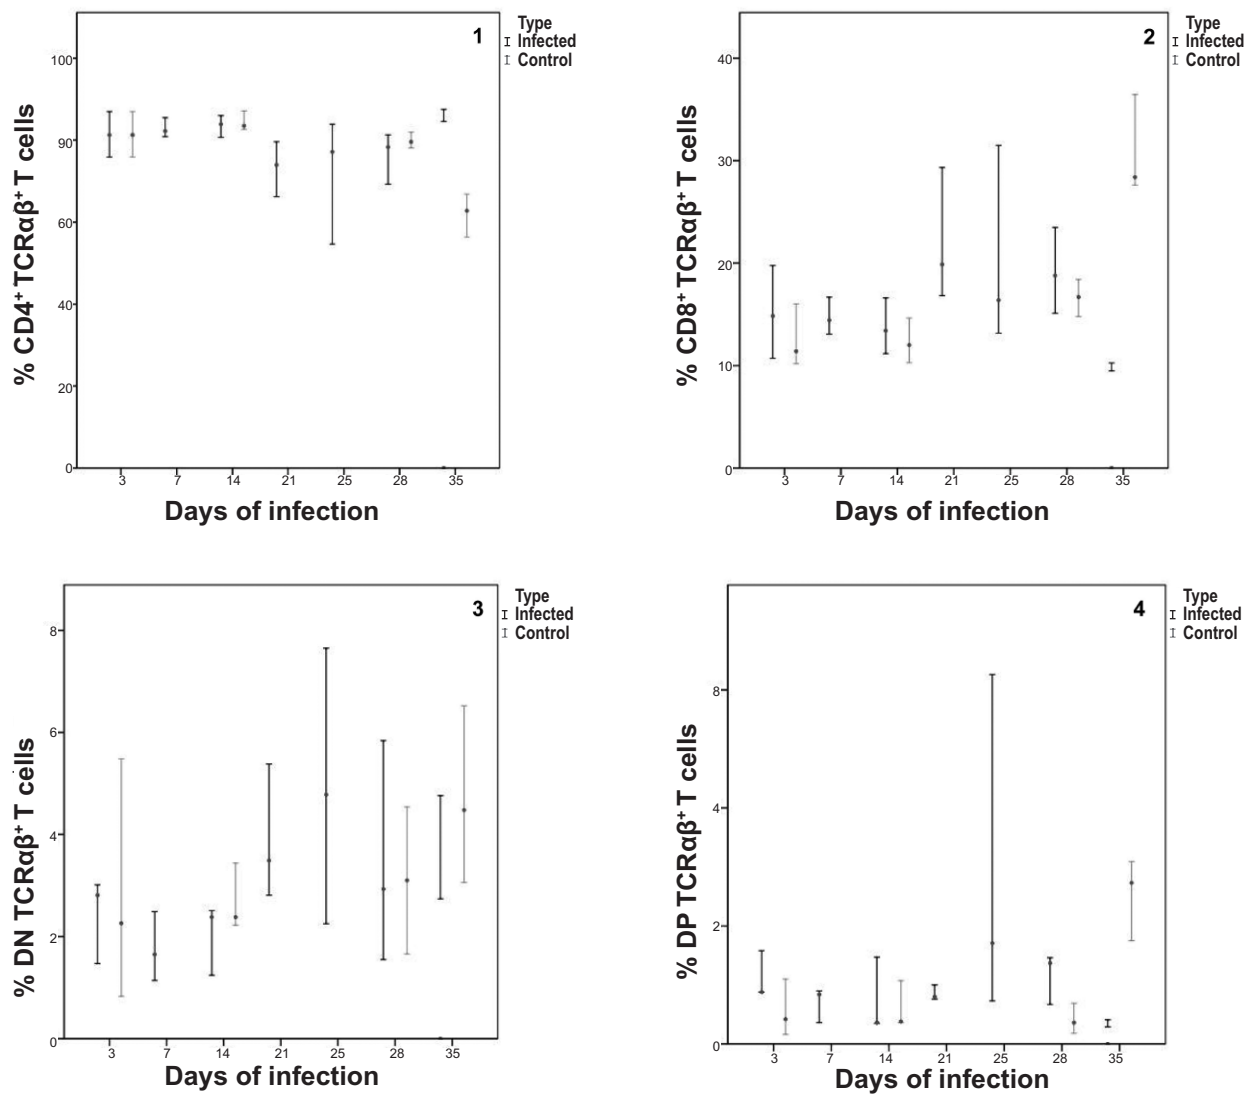 1
Type
Infected
Control
100
90
60
40
20
0
% CD4⁺ TCRαβ⁺ T cells
3 7 14 21 25 28 35
Days of infection
2
Type
Infected
Control
40
30
20
10
0
% CD8⁺ TCRαβ⁺ T cells
3 7 14 21 25 28 35
Days of infection
3
Type
Infected
Control
8
6
4
2
0
% DN TCRαβ⁺ T cells
3 7 14 21 25 28 35
Days of infection
4
Type
Infected
Control
8
4
2
0
% DP TCRαβ⁺ T cells
3 7 14 21 25 28 35
Days of infection